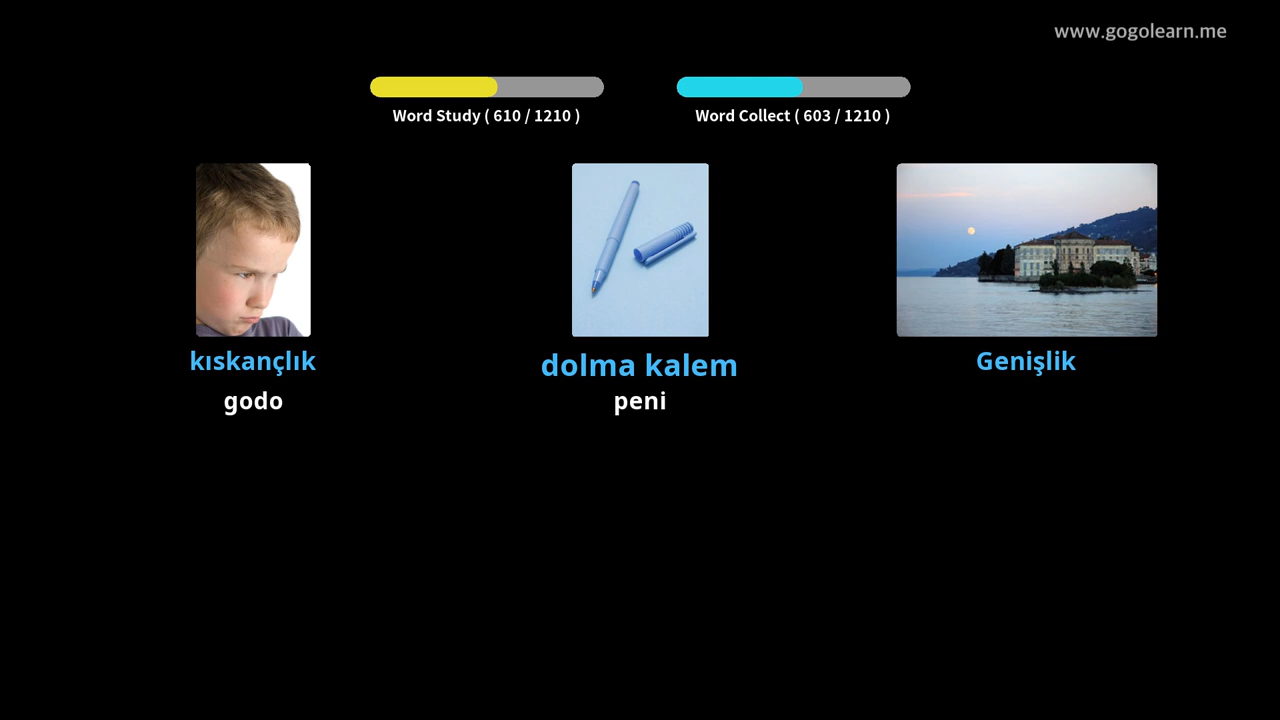 www.gogolearn.me
Word Study ( 610 / 1210 )
Word Collect ( 603 / 1210 )
kıskançlık
godo
dolma kalem
peni
Genişlik